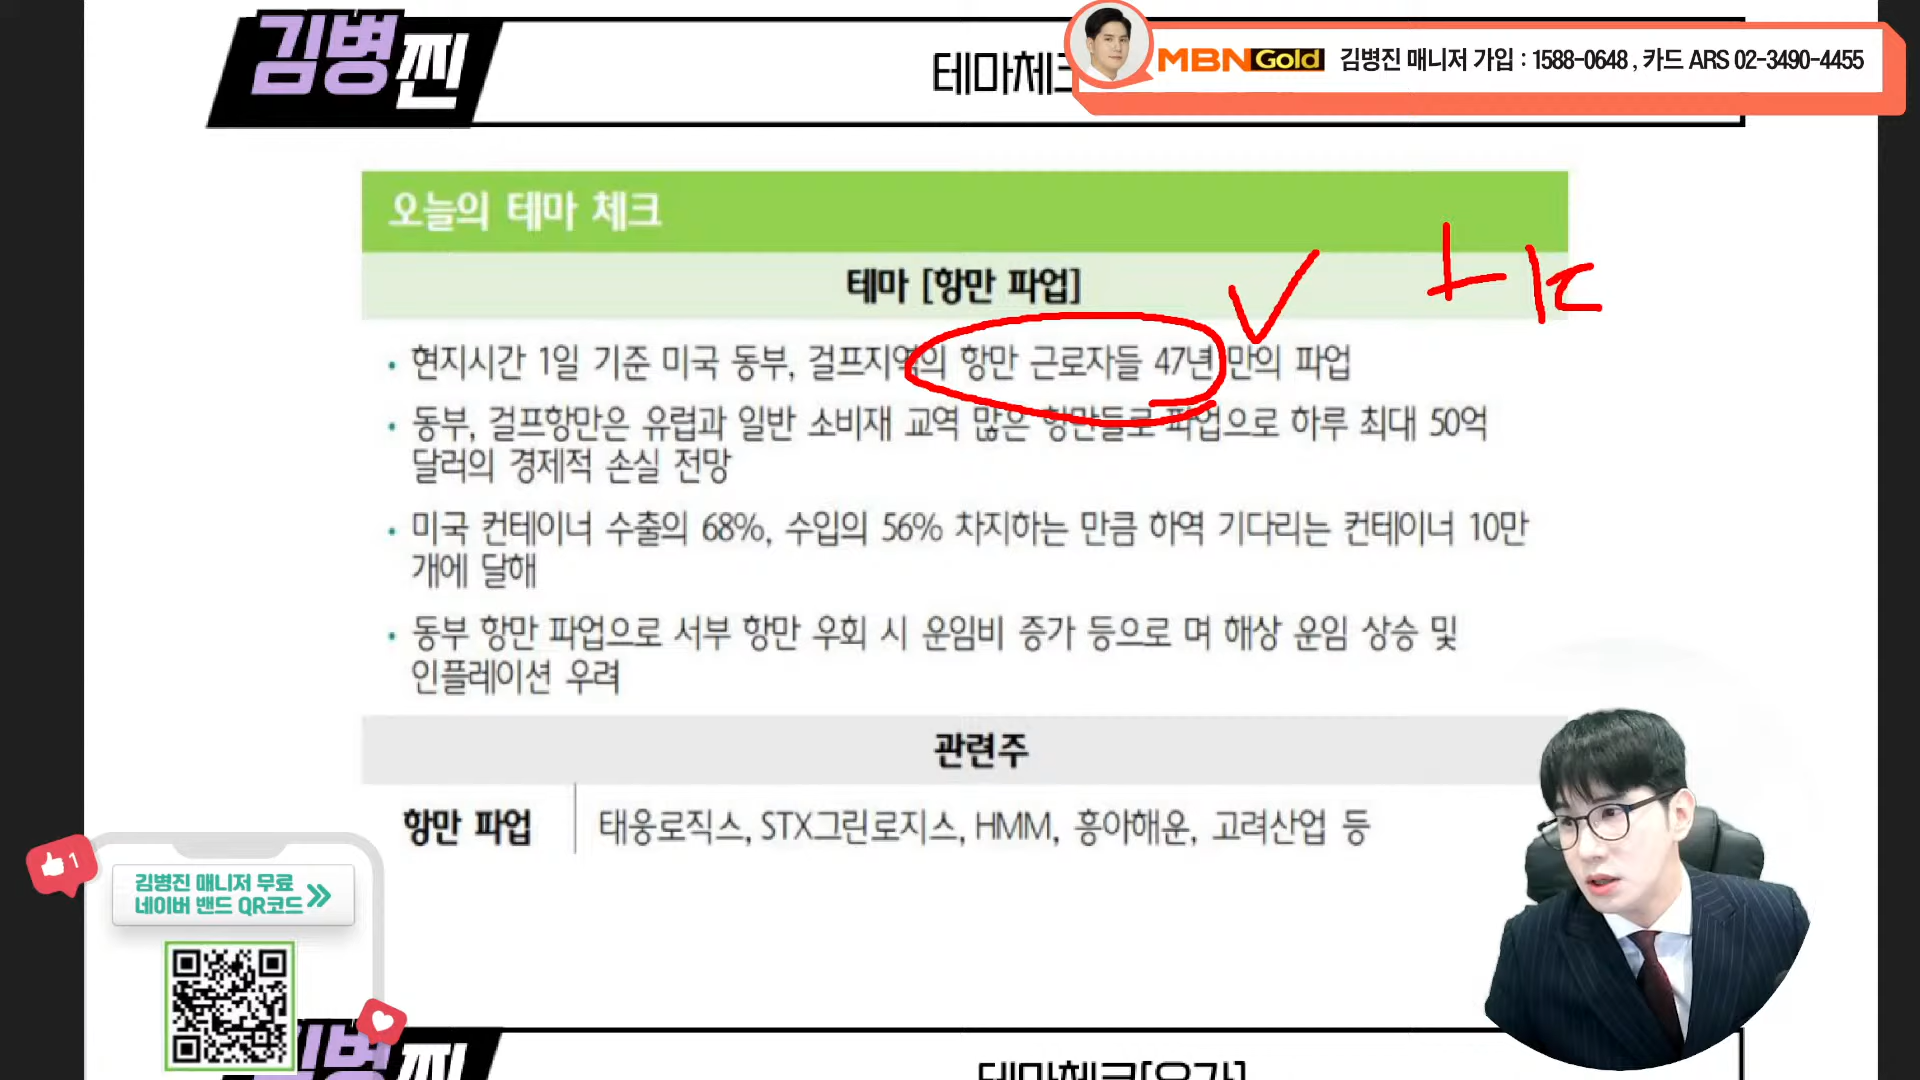 김병찐
테마체크
MBN Gold 김병진 매니저 가입 : 1588-0648 , 카드 ARS 02-3490-4455
오늘의 테마 체크
테마 [항만 파업]
• 현지시간 1일 기준 미국 동부, 걸프지역의 항만 근로자들 47년 만의 파업
• 동부, 걸프항만은 유럽과 일반 소비재 교역 많은 항만들로 파업으로 하루 최대 50억
달러의 경제적 손실 전망
• 미국 컨테이너 수출의 68%, 수입의 56% 차지하는 만큼 하역 기다리는 컨테이너 10만
개에 달해
• 동부 항만 파업으로 서부 항만 우회 시 운임비 증가 등으로 며 해상 운임 상승 및
인플레이션 우려
관련주
항만 파업 태웅로직스, STX그린로지스, HMM, 흥아해운, 고려산업 등
1
김병진 매니저 무료
네이버 밴드 QR코드 »
김병찐
테마체크[유가]